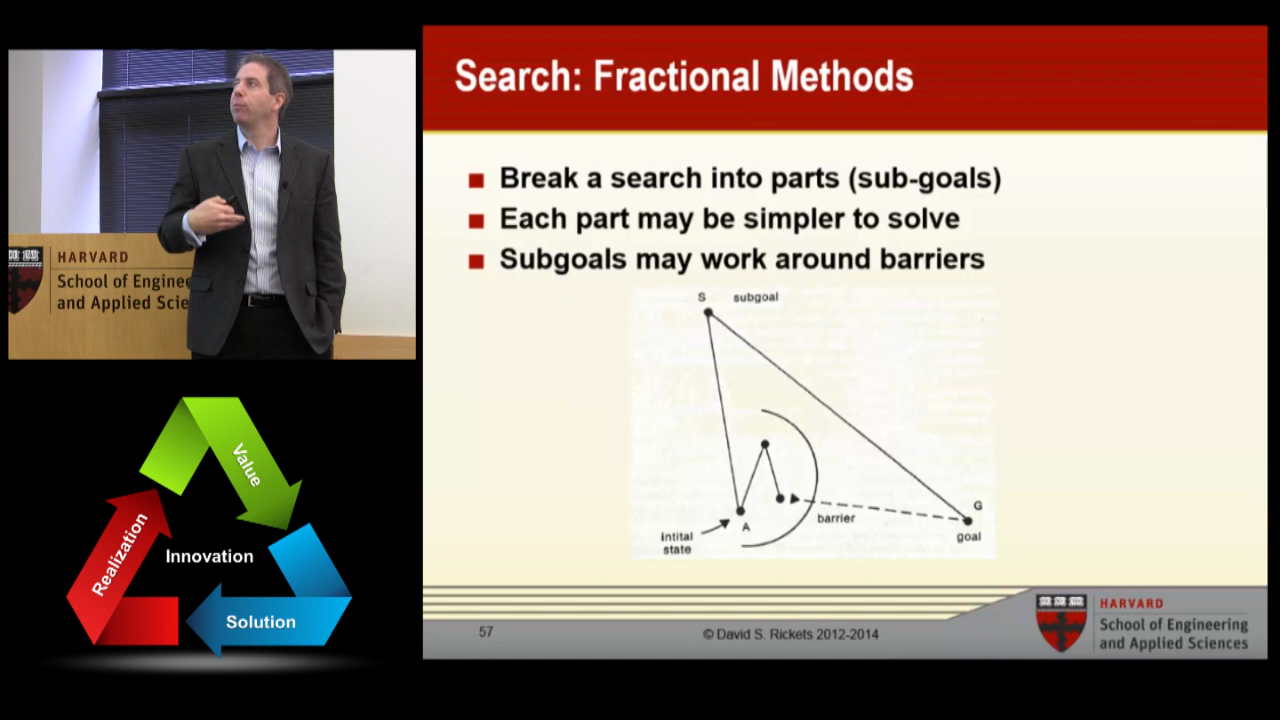 Search: Fractional Methods
Break a search into parts (sub-goals)
Each part may be simpler to solve
Subgoals may work around barriers
S subgoal
G
goal
barrier
A
Intital
state
HARVARD
School of Enginee
and Applied Scie
Value
Realization
Innovation
Solution
57
© David S. Rickets 2012-2014
HARVARD
School of Engineering
and Applied Sciences